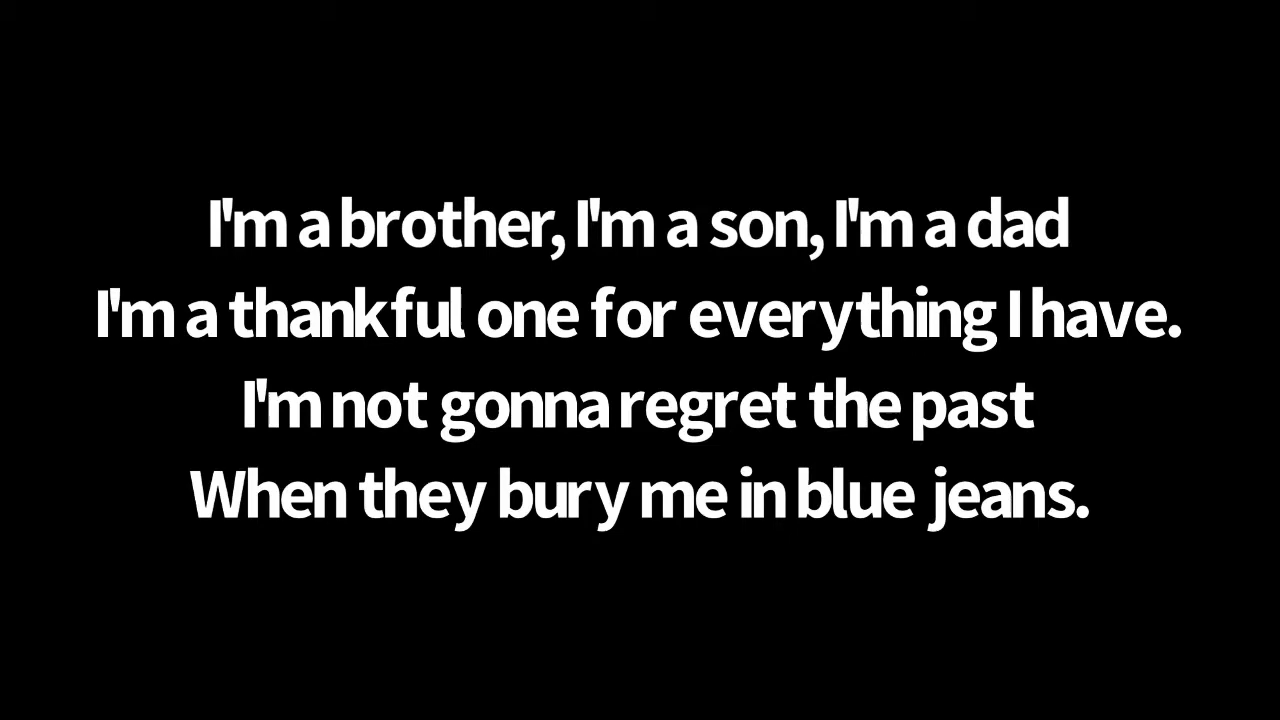 I'm a brother, I'm a son, I'm a dad
I'm a thankful one for everything I have.
I'm not gonna regret the past
When they bury me in blue jeans.